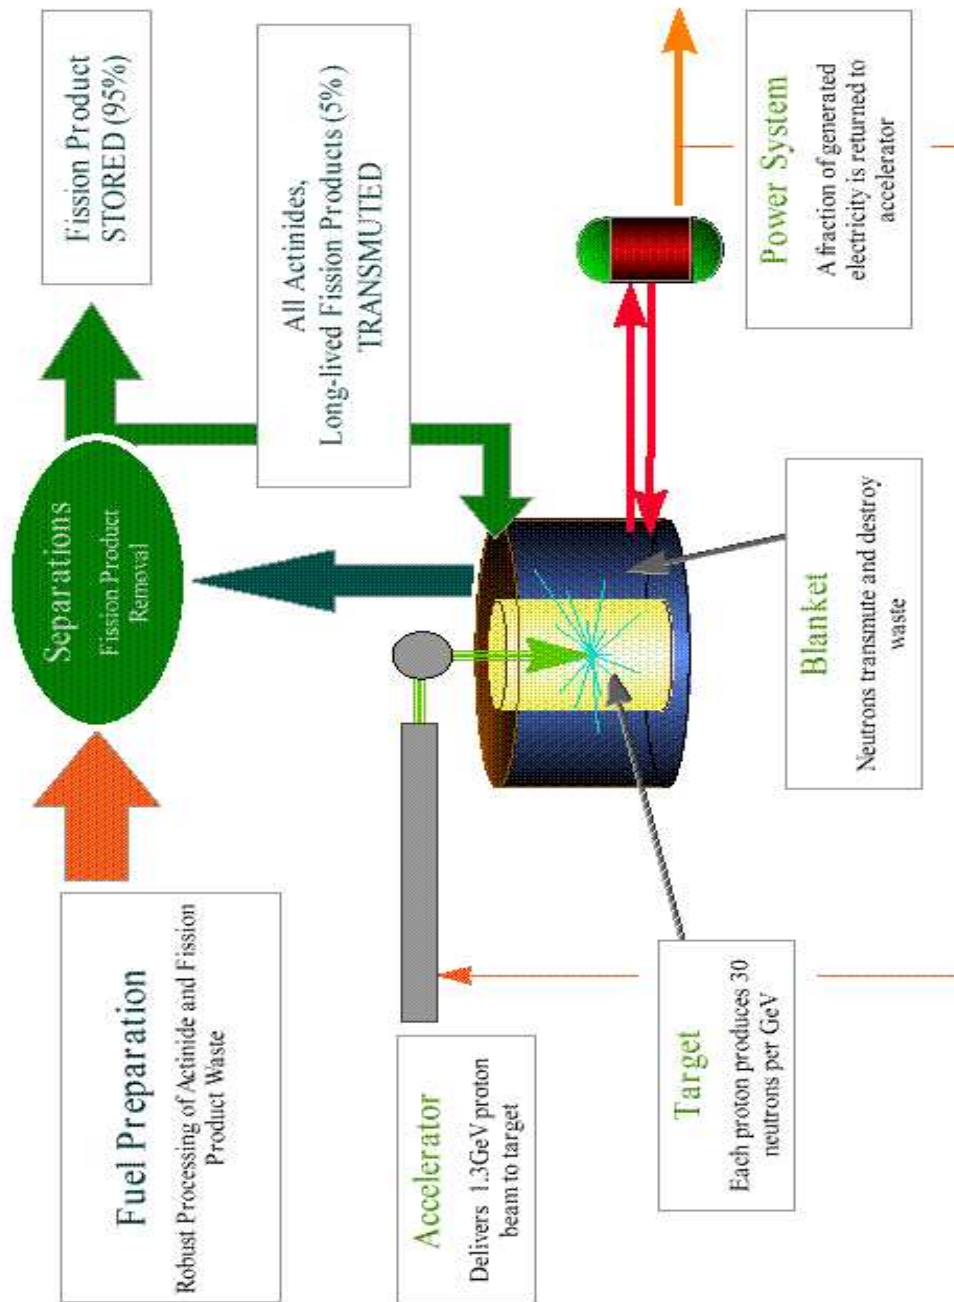 Fuel Preparation
Robust Processing of Actinide and Fission
Product Waste
Separations
Fission Product
Removal
Fission Product
STORED (95%)
All Actinides,
Long-lived Fission Products (5%)
TRANSMUTED
Accelerator
Delivers 1.3GeV proton
beam to target
Target
Each proton produces 30
neutrons per GeV
Blanket
Neutrons transmute and destroy
waste
Power System
A fraction of generated
electricity is returned to
accelerator